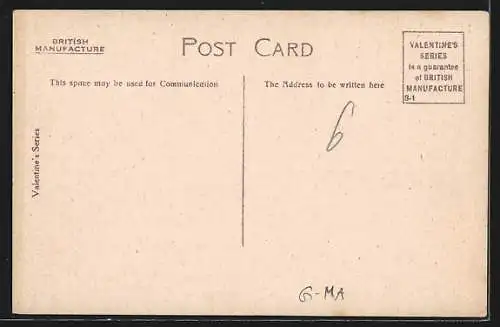 BRITISH
MANUFACTURE
POST CARD
VALENTINE'S
SERIES
is a guarantee
of BRITISH
MANUFACTURE
S-1
This space may be used for Communication
The Address to be written here
6
Valentine's Series
G-MA